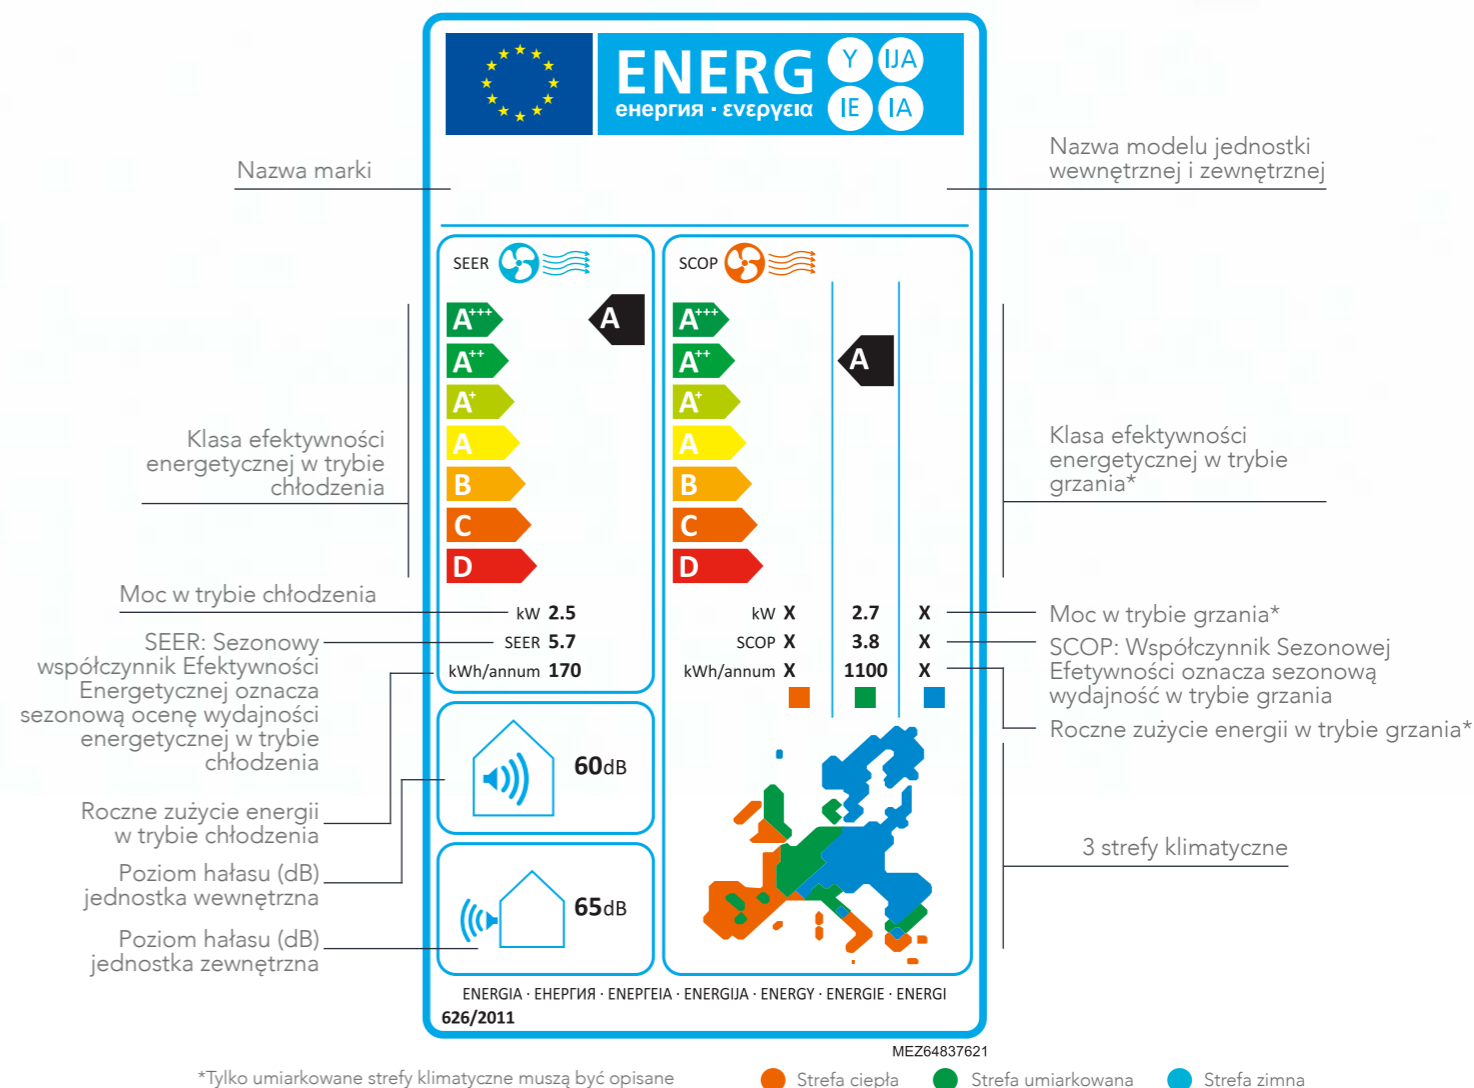 ENERG
енергия · ενεργεια
Y
IJA
IE
IA
Nazwa marki
Nazwa modelu jednostki
wewnętrznej i zewnętrznej
SEER
A+++
A++
A+
A
B
C
D
A
SCOP
A+++
A++
A+
A
B
C
D
A
Klasa efektywności
energetycznej w trybie
chłodzenia
Klasa efektywności
energetycznej w trybie
grzania*
Moc w trybie chłodzenia
SEER: Sezonowy
współczynnik Efektywności
Energetycznej oznacza
sezonową ocenę wydajności
energetycznej w trybie
chłodzenia
Roczne zużycie energii
w trybie chłodzenia
Poziom hałasu (dB)
jednostka wewnętrzna
Poziom hałasu (dB)
jednostka zewnętrzna
kW 2.5
SEER 5.7
kWh/annum 170
kW X 2.7 X
SCOP X 3.8 X
kWh/annum X 1100 X
Moc w trybie grzania*
SCOP: Współczynnik Sezonowej
Efetywności oznacza sezonową
wydajność w trybie grzania
Roczne zużycie energii w trybie grzania*
60dB
65dB
3 strefy klimatyczne
ENERGIA · ЕНЕРГИЯ · ΕΝΕΡΓΕΙΑ · ENERGIJA · ENERGY · ENERGIE · ENERGI
626/2011
MEZ64837621
*Tylko umiarkowane strefy klimatyczne muszą być opisane
Strefa ciepła
Strefa umiarkowana
Strefa zimna